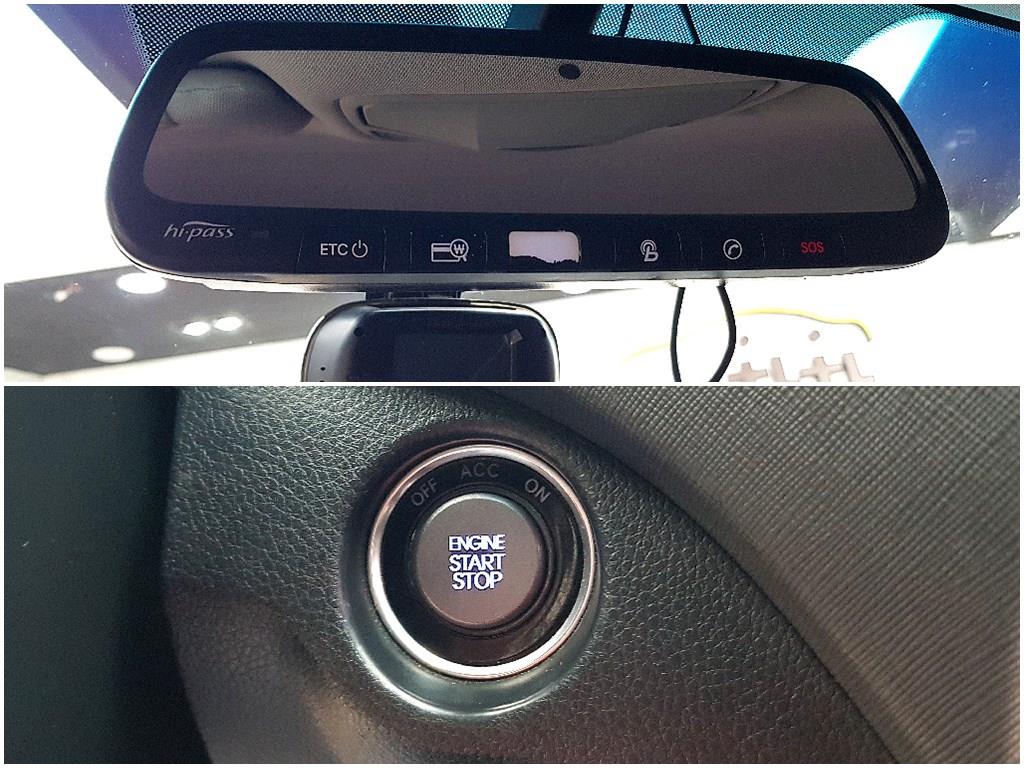 hi-pass
ETC
W
SOS
OFF ACC ON
ENGINE
START
STOP